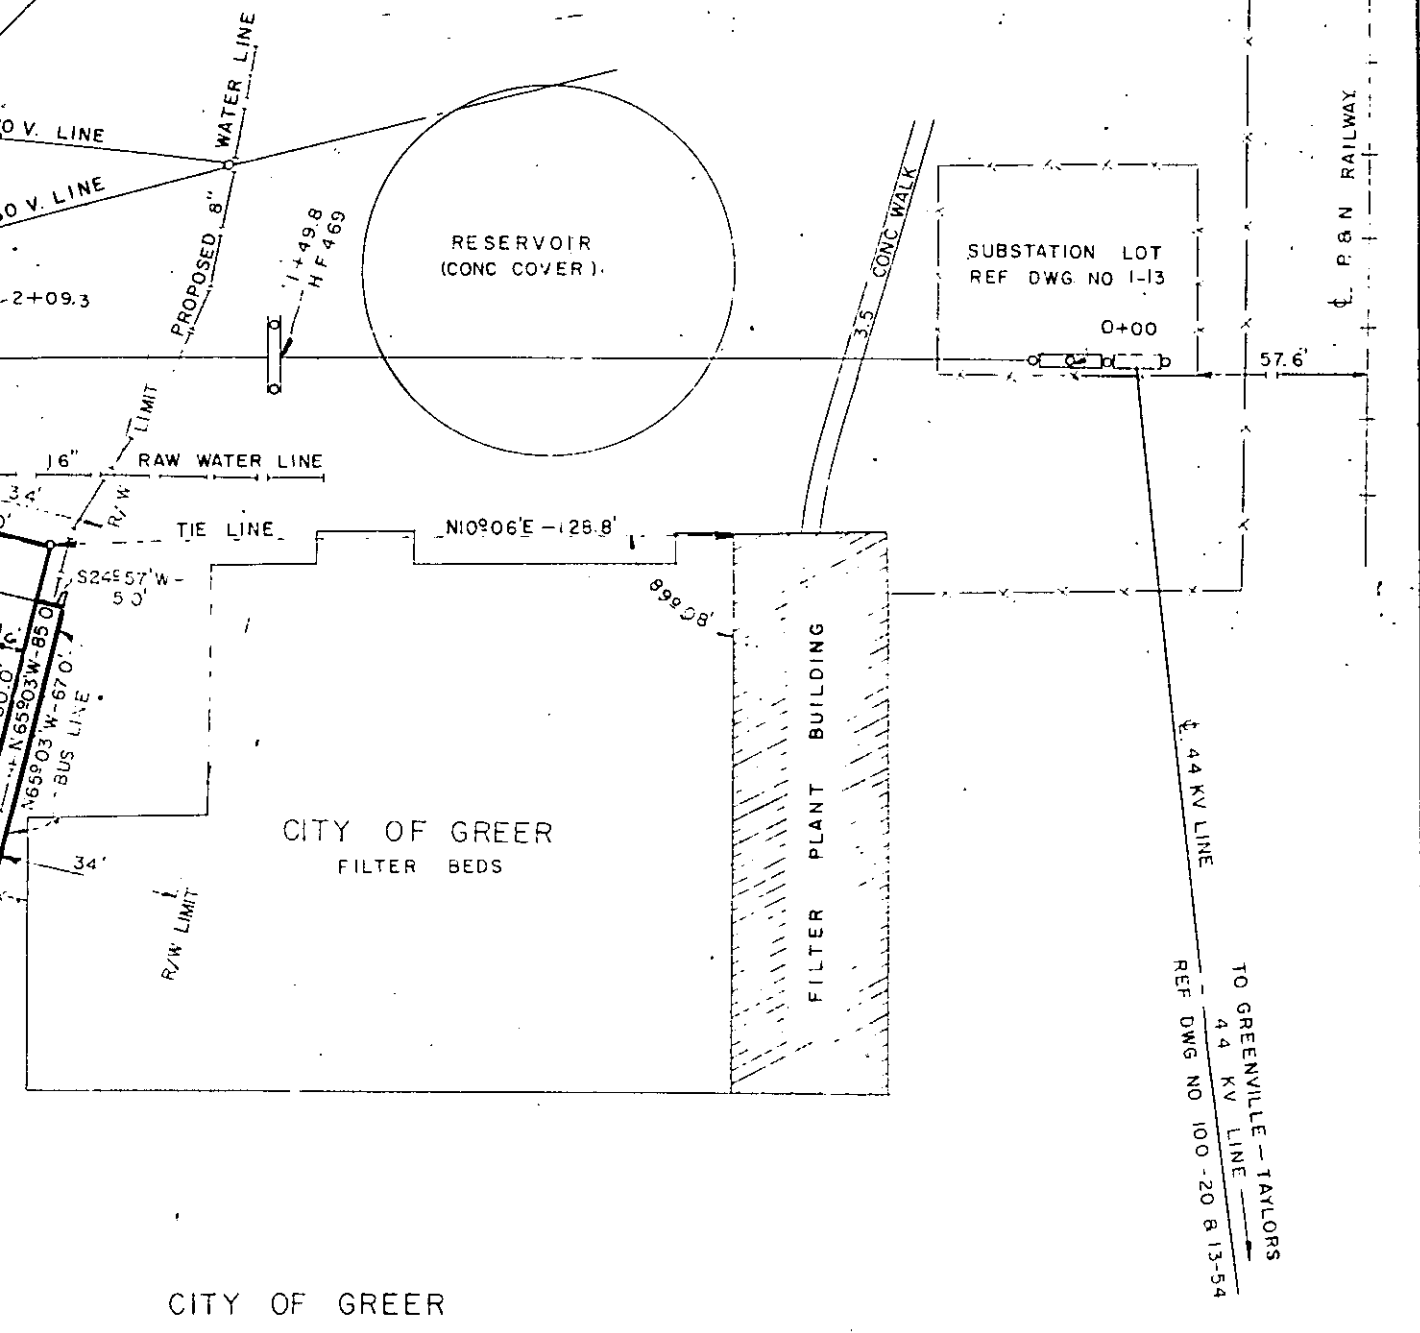 WATER LINE
0 V. LINE
0 V. LINE
PROPOSED 8"
1+49.8
HF 469
2+09.3
RESERVOIR
(CONC COVER)
3.5 CONC WALK
SUBSTATION LOT
REF DWG NO 1-13
0+00
57.6'
℄ P&N RAILWAY
R/W LIMIT
16" RAW WATER LINE
34'
TIE LINE
N10°06'E-128.8'
S24°57'W-
5.0'
89°08'
N65°03'W-85.0
N65°03'W-67.0'
BUS LINE
34'
R/W LIMIT
CITY OF GREER
FILTER BEDS
FILTER PLANT BUILDING
℄ 44 KV LINE
TO GREENVILLE-TAYLORS
44 KV LINE
REF DWG NO 100-20 & 13-54
CITY OF GREER